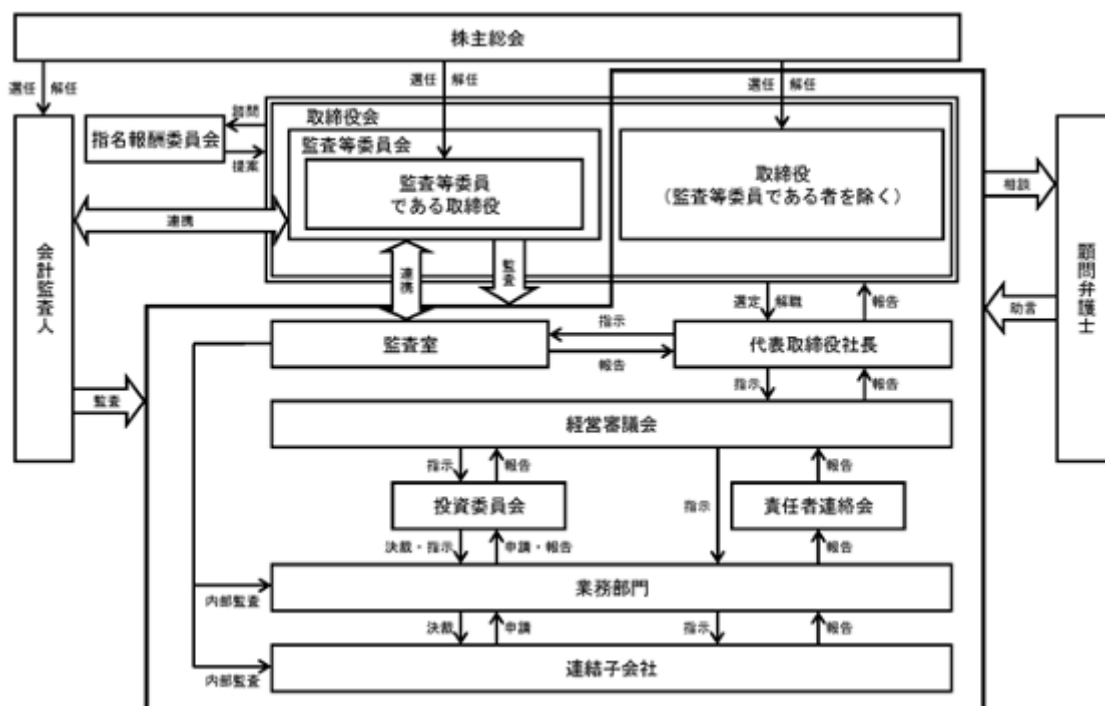 株主総会
選任 解任
選任 解任
選任 解任
諮問
指名報酬委員会
提案
取締役会
監査等委員会
監査等委員
である取締役
取締役
(監査等委員である者を除く)
連携
相談
会計監査人
連携
監査
顧問弁護士
助言
選定 解職
報告
監査室
指示
報告
代表取締役社長
監査
指示
報告
経営審議会
指示
報告
指示
報告
投資委員会
責任者連絡会
決裁・指示
申請・報告
報告
内部監査
業務部門
決裁
申請
指示
報告
内部監査
連結子会社